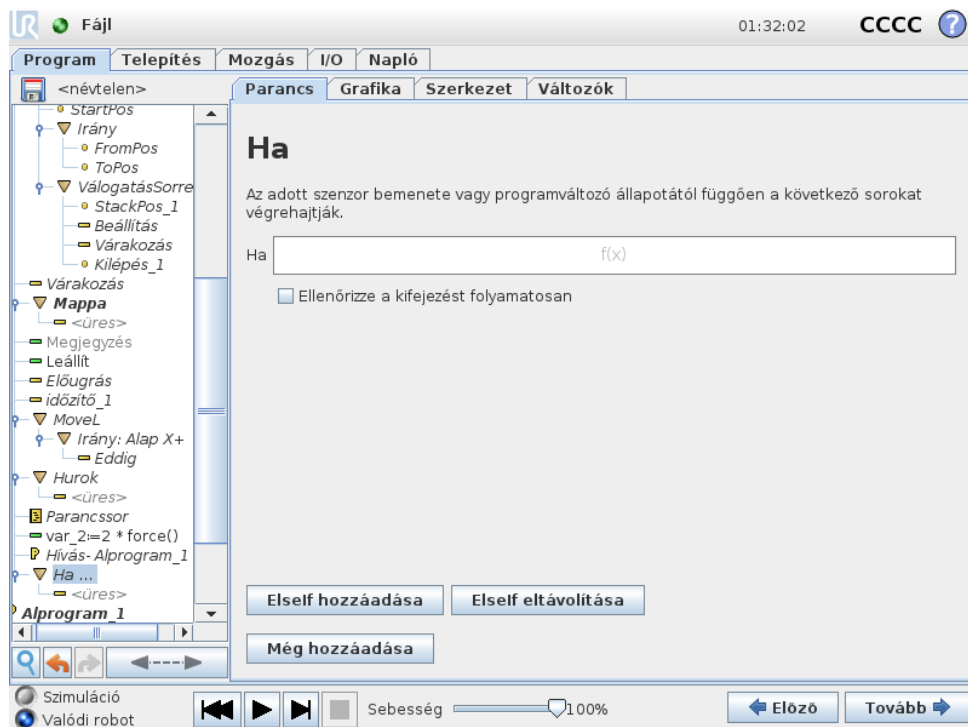 UR Fájl 01:32:02 CCCC ?
Program Telepítés Mozgás I/O Napló
<névtelen>
Parancs Grafika Szerkezet Változók
StartPos
Irány
FromPos
ToPos
VálogatásSorre
StackPos_1
Beállítás
Várakozás
Kilépés_1
Várakozás
Mappa
<üres>
Megjegyzés
Leállít
Előugrás
időzítő_1
MoveL
Irány: Alap X+
Eddig
Hurok
<üres>
Parancssor
var_2:=2 * force()
P Hívás- Alprogram_1
Ha ...
<üres>
Alprogram_1
Ha
Az adott szenzor bemenete vagy programváltozó állapotától függően a következő sorokat
végrehajtják.
Ha f(x)
Ellenőrizze a kifejezést folyamatosan
ElseIf hozzáadása ElseIf eltávolítása
Még hozzáadása
Szimuláció
Valódi robot
Sebesség 100%
Előző Tovább